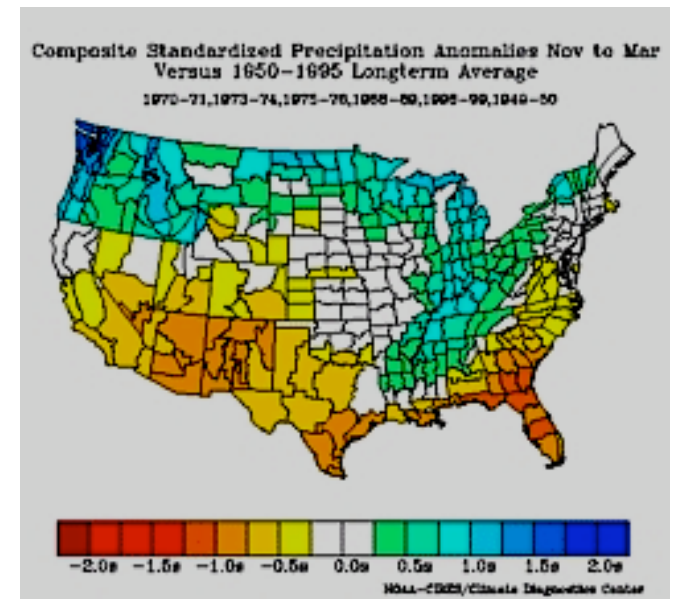 Composite Standardized Precipitation Anomalies Nov to Mar
Versus 1950-1995 Longterm Average
1970-71,1973-74,1975-76,1988-89,1998-99,1949-50
-2.0s -1.5s -1.0s -0.5s 0.0s 0.5s 1.0s 1.5s 2.0s
NOAA-CIRES/Climate Diagnostics Center